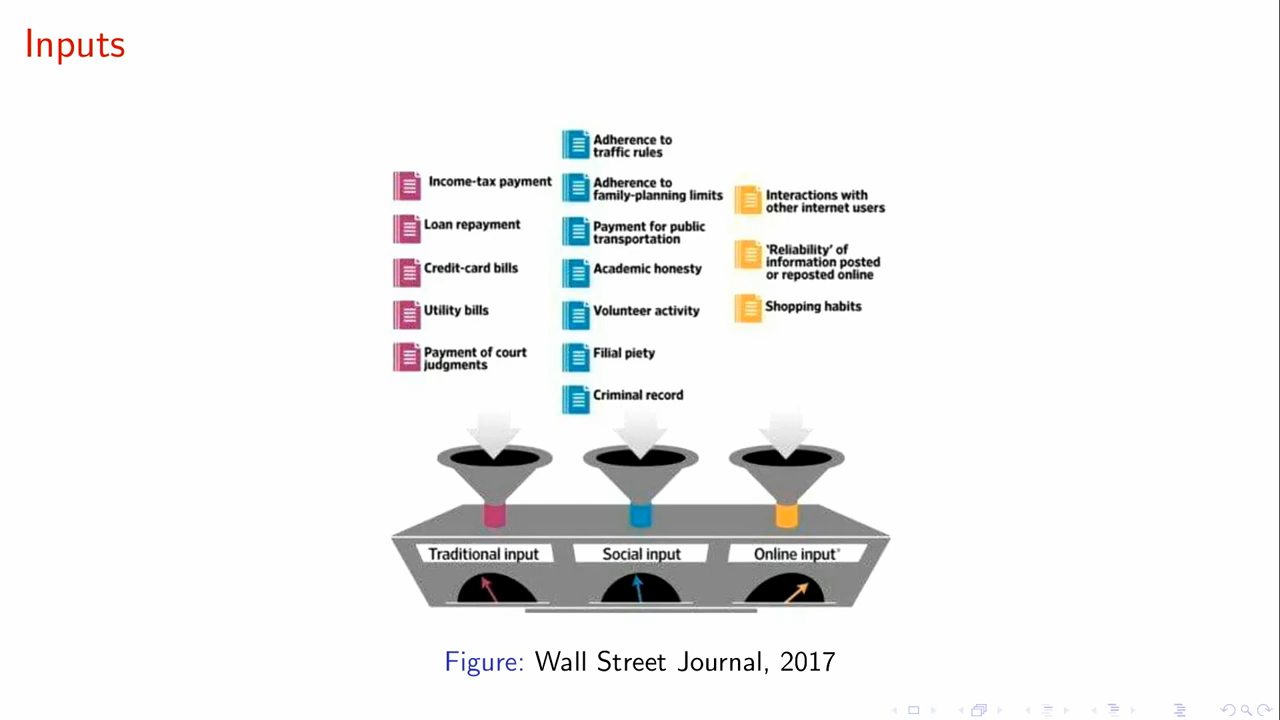 Inputs
Income-tax payment
Loan repayment
Credit-card bills
Utility bills
Payment of court
judgments
Adherence to
traffic rules
Adherence to
family-planning limits
Payment for public
transportation
Academic honesty
Volunteer activity
Filial piety
Criminal record
Interactions with
other internet users
'Reliability' of
information posted
or reposted online
Shopping habits
Traditional input
Social input
Online input*
Figure: Wall Street Journal, 2017